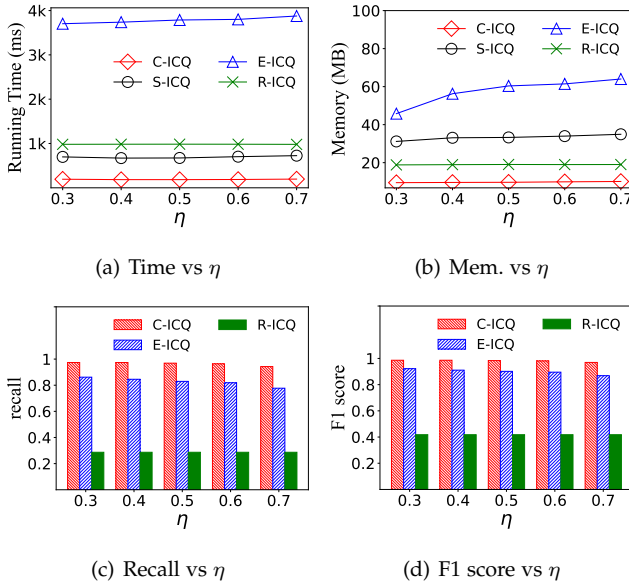 4k
3k
2k
1k
Running Time (ms)
C-ICQ
S-ICQ
E-ICQ
R-ICQ
0.3 0.4 0.5 0.6 0.7
η
(a) Time vs η
100
80
60
40
20
Memory (MB)
C-ICQ
S-ICQ
E-ICQ
R-ICQ
0.3 0.4 0.5 0.6 0.7
η
(b) Mem. vs η
1
0.8
0.6
0.4
0.2
recall
C-ICQ
E-ICQ
R-ICQ
0.3 0.4 0.5 0.6 0.7
η
(c) Recall vs η
1
0.8
0.6
0.4
0.2
F1 score
C-ICQ
E-ICQ
R-ICQ
0.3 0.4 0.5 0.6 0.7
η
(d) F1 score vs η